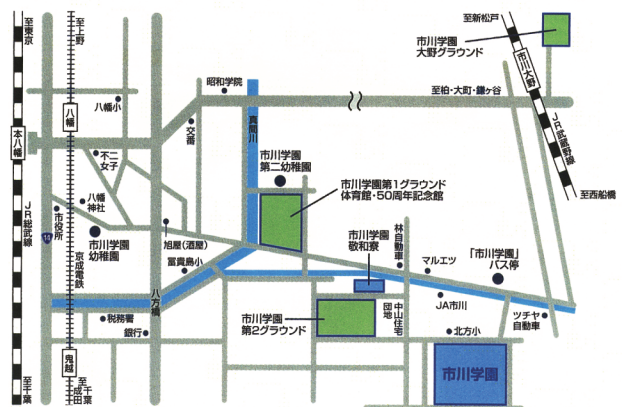 至東京
至上野
至新松戸
市川学園
大野グラウンド
市川大野
昭和学院
至柏・大町・鎌ヶ谷
八幡小
八幡
交番
真間川
JR武蔵野線
本八幡
不二
女子
市川学園
第二幼稚園
市川学園第1グラウンド
体育館・50周年記念館
至西船橋
八幡
神社
JR総武線
市役所
14
市川学園
幼稚園
旭屋(酒屋)
冨貴島小
市川学園
敬和寮
林自動車
マルエツ
「市川学園」
バス停
京成電鉄
八方橋
税務署
銀行
市川学園
第2グラウンド
中山住宅
団地
JA市川
北方小
ツチヤ
自動車
鬼越
市川学園
至千葉
至
千葉
成田